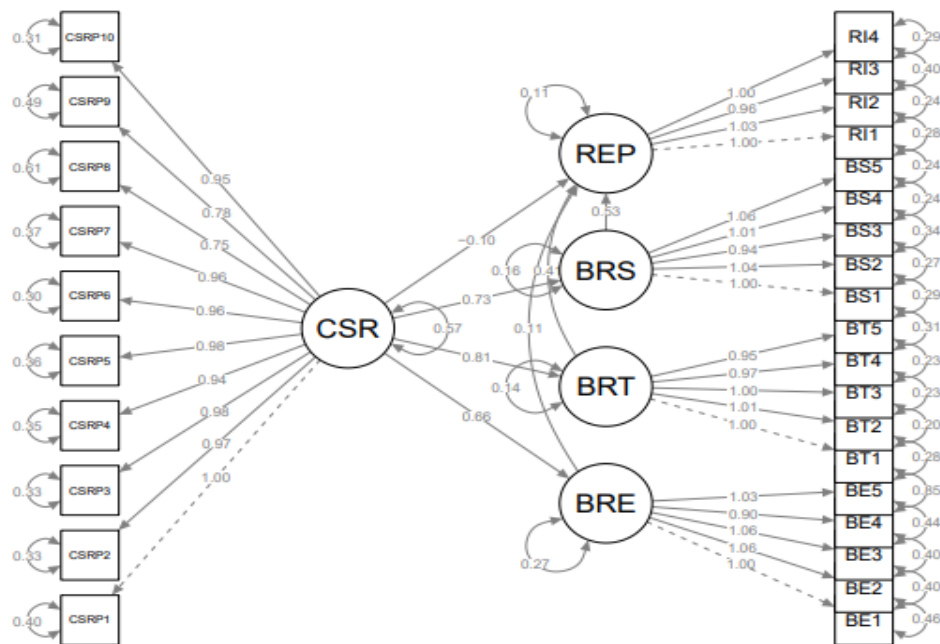 CSRP10
0.31
CSRP9
0.49
CSRP8
0.61
CSRP7
0.37
CSRP6
0.30
CSRP5
0.36
CSRP4
0.35
CSRP3
0.33
CSRP2
0.33
CSRP1
0.40
0.95
0.78
0.75
0.96
0.96
0.98
0.94
0.98
0.97
1.00
CSR
0.57
−0.10
0.73
0.81
0.66
REP
0.11
0.53
BRS
0.16
0.41
0.11
BRT
0.14
BRE
0.27
1.00
0.96
1.03
1.00
1.06
1.01
0.94
1.04
1.00
0.95
0.97
1.00
1.01
1.00
1.03
0.90
1.06
1.06
1.00
RI4
0.29
RI3
0.40
RI2
0.24
RI1
0.28
BS5
0.24
BS4
0.24
BS3
0.34
BS2
0.27
BS1
0.29
BT5
0.31
BT4
0.23
BT3
0.23
BT2
0.20
BT1
0.28
BE5
0.85
BE4
0.44
BE3
0.40
BE2
0.40
BE1
0.46